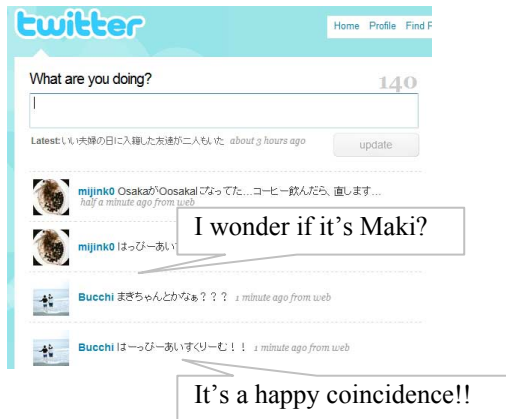 twitter
Home Profile Find
What are you doing?
140
Latest: いい夫婦の日に入籍した友達が二人もいた about 3 hours ago
update
mijink0 OsakaがOosakaになってた…コーヒー飲んだら、直します…
half a minute ago from web
I wonder if it's Maki?
mijink0 はっぴーあい
Bucchi まきちゃんとかなぁ？？？ 1 minute ago from web
Bucchi はーっぴーあいすくりーむ！！ 1 minute ago from web
It's a happy coincidence!!